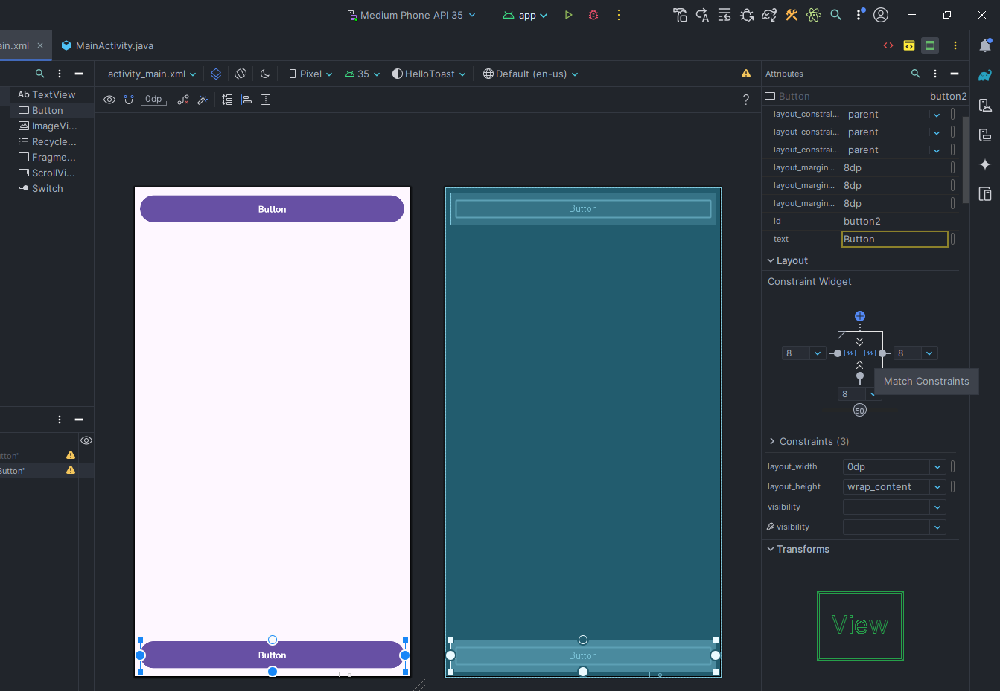 Medium Phone API 35
app
ain.xml
MainActivity.java
activity_main.xml
Pixel
35
HelloToast
Default (en-us)
Attributes
0dp
?
Ab TextView
Button
ImageVi...
Recycle...
Fragme...
ScrollVi...
Switch
Button
button2
layout_constrai... parent
layout_constrai... parent
layout_constrai... parent
layout_margin... 8dp
layout_margin... 8dp
layout_margin... 8dp
id button2
text Button
Button
Button
Layout
Constraint Widget
8
8
Match Constraints
8
50
utton"
Button"
Constraints (3)
layout_width 0dp
layout_height wrap_content
visibility
visibility
Transforms
View
Button
Button